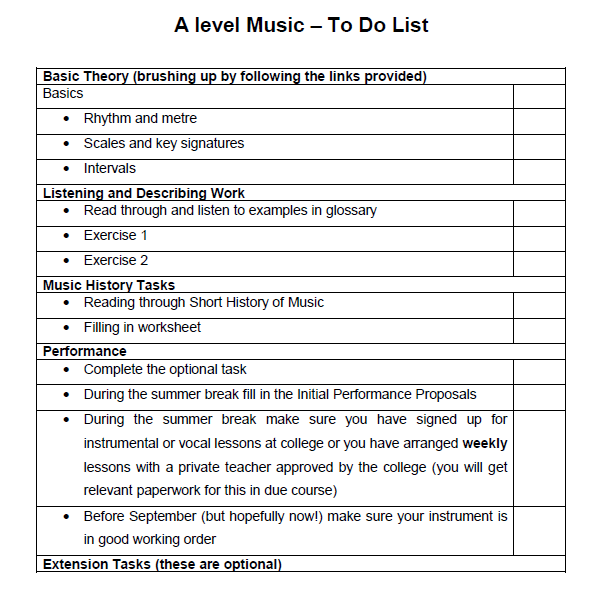 A level Music – To Do List
Basic Theory (brushing up by following the links provided)
Basics
• Rhythm and metre
• Scales and key signatures
• Intervals
Listening and Describing Work
• Read through and listen to examples in glossary
• Exercise 1
• Exercise 2
Music History Tasks
• Reading through Short History of Music
• Filling in worksheet
Performance
• Complete the optional task
• During the summer break fill in the Initial Performance Proposals
• During the summer break make sure you have signed up for
instrumental or vocal lessons at college or you have arranged weekly
lessons with a private teacher approved by the college (you will get
relevant paperwork for this in due course)
• Before September (but hopefully now!) make sure your instrument is
in good working order
Extension Tasks (these are optional)